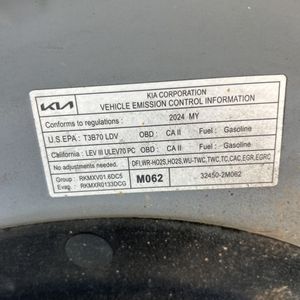 KIA
KIA CORPORATION
VEHICLE EMISSION CONTROL INFORMATION
Conforms to regulations : 2024 MY
U.S.EPA : T3B70 LDV OBD : CA II Fuel : Gasoline
California : LEV III ULEV70 PC OBD : CA II Fuel : Gasoline
No adjustments needed. DFI,WR-HO2S,HO2S,WU-TWC,TWC,TC,CAC,EGR,EGRC
Group : RKMXV01.6DC5
Evap. : RKMXR0133DCG
M062
32450-2M062